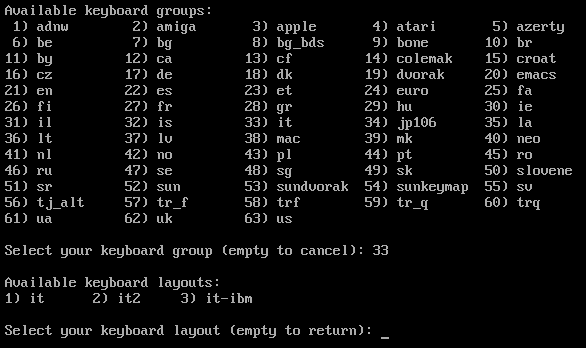 Available keyboard groups:
1) adnw 2) amiga 3) apple 4) atari 5) azerty
6) be 7) bg 8) bg_bds 9) bone 10) br
11) by 12) ca 13) cf 14) colemak 15) croat
16) cz 17) de 18) dk 19) dvorak 20) emacs
21) en 22) es 23) et 24) euro 25) fa
26) fi 27) fr 28) gr 29) hu 30) ie
31) il 32) is 33) it 34) jp106 35) la
36) lt 37) lv 38) mac 39) mk 40) neo
41) nl 42) no 43) pl 44) pt 45) ro
46) ru 47) se 48) sg 49) sk 50) slovene
51) sr 52) sun 53) sundvorak 54) sunkeymap 55) sv
56) tj_alt 57) tr_f 58) trf 59) tr_q 60) trq
61) ua 62) uk 63) us
Select your keyboard group (empty to cancel): 33
Available keyboard layouts:
1) it 2) it2 3) it-ibm
Select your keyboard layout (empty to return): _